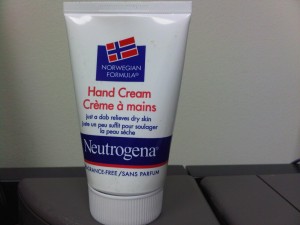 NORWEGIAN
FORMULA®
Hand Cream
Crème à mains
just a dab relieves dry skin
juste un peu suffit pour soulager
la peau sèche
Neutrogena®
FRAGRANCE-FREE/SANS PARFUM